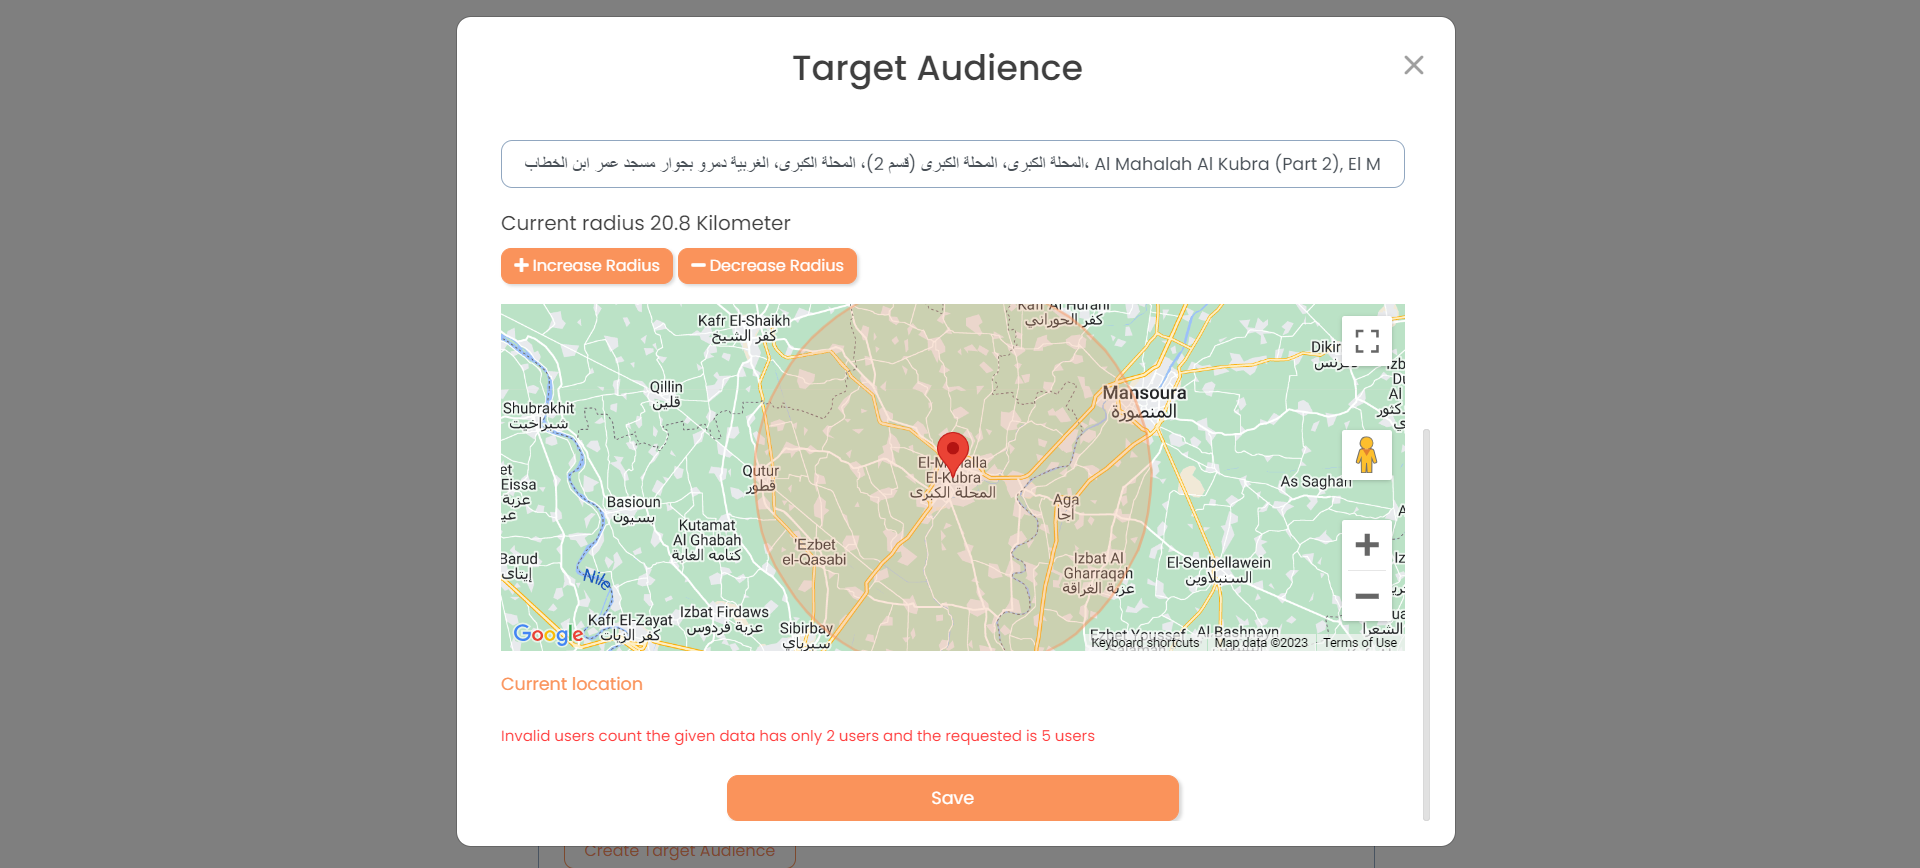 Target Audience
المحلة الكبرى، المحلة الكبرى (قسم 2)، المحلة الكبرى، الغربية دمرو بجوار مسجد عمر ابن الخطاب، Al Mahalah Al Kubra (Part 2), El M
Current radius 20.8 Kilometer
Increase Radius
Decrease Radius
Kafr El-Shaikh
كفر الشيخ
Kafr Al Hurani
كفر الحوراني
Dikir
دكرنس
Qillin
قلين
Shubrakhit
شبراخيت
Mansoura
المنصورة
El-Mahalla
El-Kubra
المحلة الكبرى
Qutur
قطور
Eissa
عزبة
Basioun
بسيون
Aga
أجا
As Saghah
Kutamat
Al Ghabah
كتامه الغابة
'Ezbet
el-Qasabi
Barud
إيتاى
Nile
Izbat Al
Gharraqah
عزبة الغراقة
El-Senbellawein
السنبلاوين
Kafr El-Zayat
كفر الزيات
Izbat Firdaws
عزبة فردوس
Sibirbay
سبرباي
Ezbet Youssef
Al Bashnayn
الشعرا
Google
Keyboard shortcuts
Map data ©2023
Terms of Use
Current location
Invalid users count the given data has only 2 users and the requested is 5 users
Save
Create Target Audience